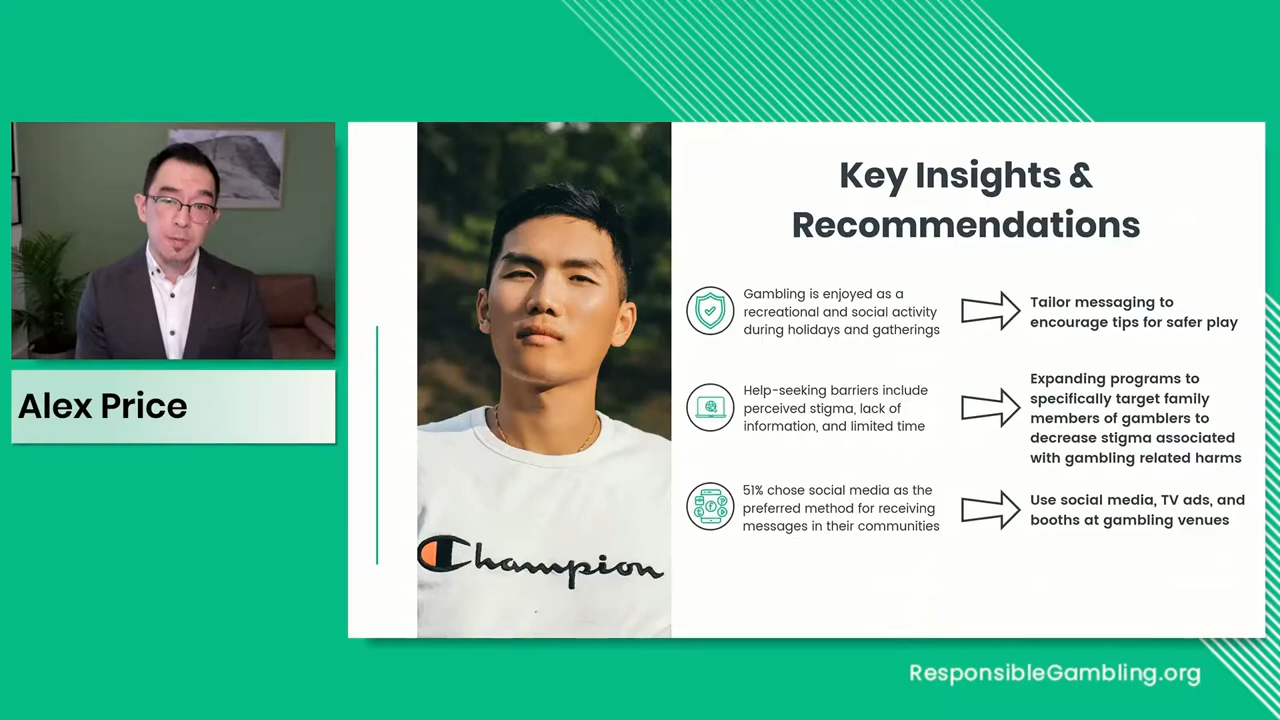 Alex Price
Champion
Key Insights &
Recommendations
Gambling is enjoyed as a
recreational and social activity
during holidays and gatherings
Tailor messaging to
encourage tips for safer play
Help-seeking barriers include
perceived stigma, lack of
information, and limited time
Expanding programs to
specifically target family
members of gamblers to
decrease stigma associated
with gambling related harms
51% chose social media as the
preferred method for receiving
messages in their communities
Use social media, TV ads, and
booths at gambling venues
ResponsibleGambling.org